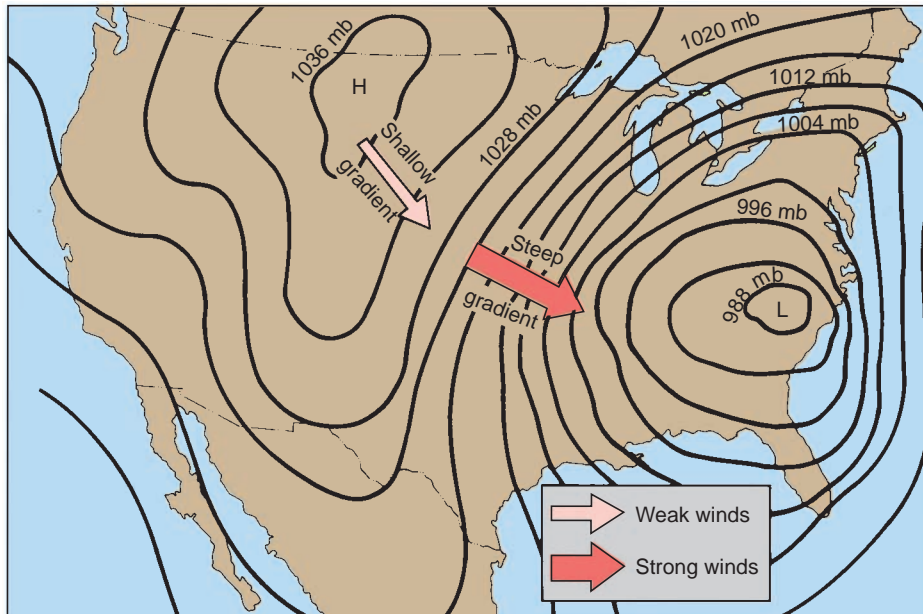 1036 mb
H
Shallow
gradient
1028 mb
1020 mb
1012 mb
1004 mb
996 mb
988 mb
L
Steep
gradient
Weak winds
Strong winds